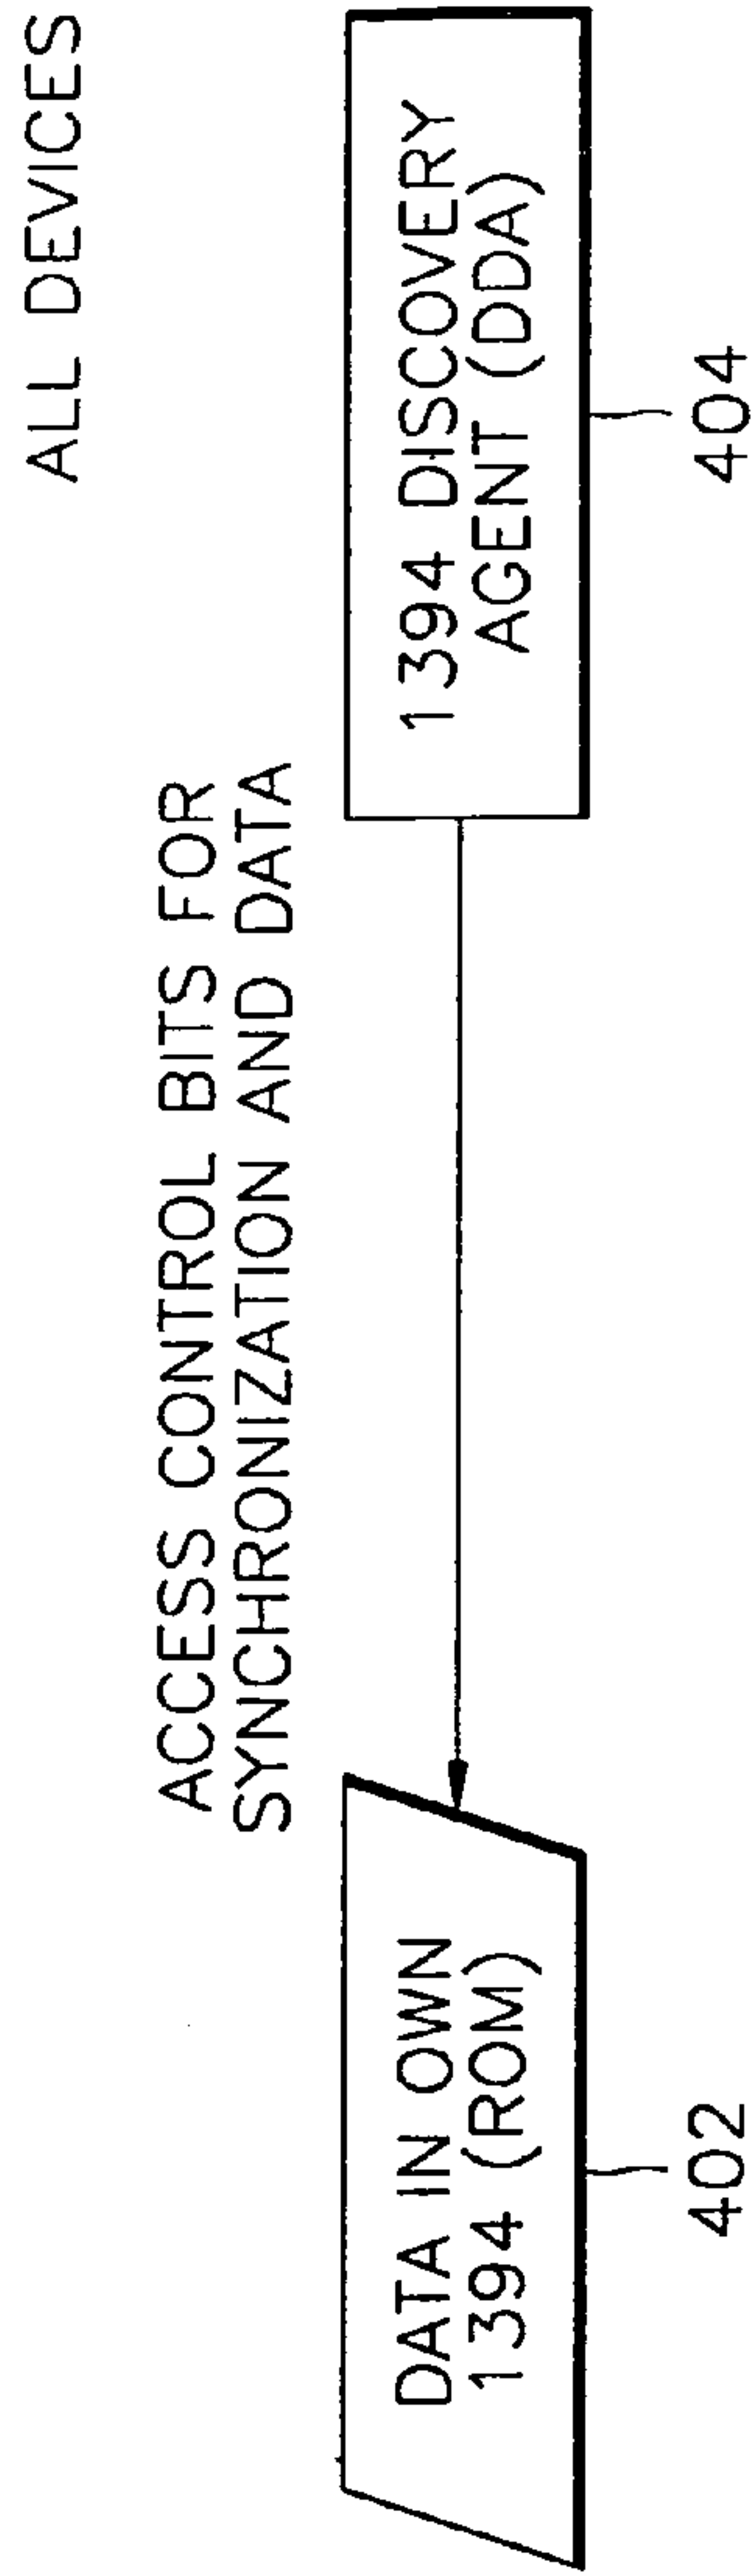 ALL DEVICES
ACCESS CONTROL BITS FOR
SYNCHRONIZATION AND DATA
DATA IN OWN
1394 (ROM)
402
1394 DISCOVERY
AGENT (DDA)
404